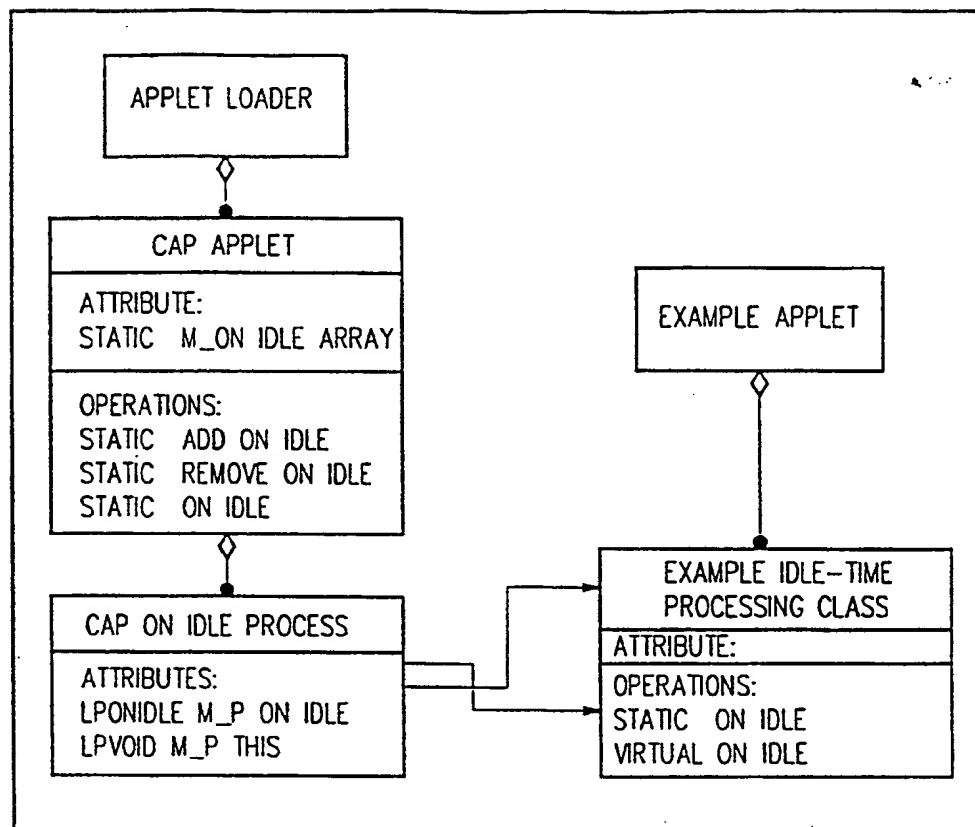 APPLET LOADER
CAP APPLET
ATTRIBUTE:
STATIC M_ON IDLE ARRAY
OPERATIONS:
STATIC ADD ON IDLE
STATIC REMOVE ON IDLE
STATIC ON IDLE
CAP ON IDLE PROCESS
ATTRIBUTES:
LPONIDLE M_P ON IDLE
LPVOID M_P THIS
EXAMPLE APPLET
EXAMPLE IDLE-TIME
PROCESSING CLASS
ATTRIBUTE:
OPERATIONS:
STATIC ON IDLE
VIRTUAL ON IDLE